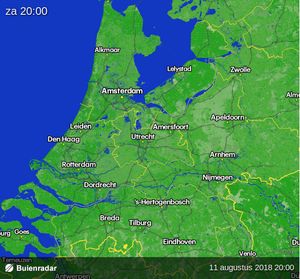 za 20:00
Alkmaar
Lelystad
Zwolle
Amsterdam
Alme
Apeldoorn
Leiden
Amersfoort
Den Haag
Utrecht
Arnhem
Rotterdam
Nijmegen
Dordrecht
's-Hertogenbosch
Breda
Tilburg
Goes
Eindhoven
Venlo
Terneuzen
Buienradar
11 augustus 2018 20:00
Antwerpen